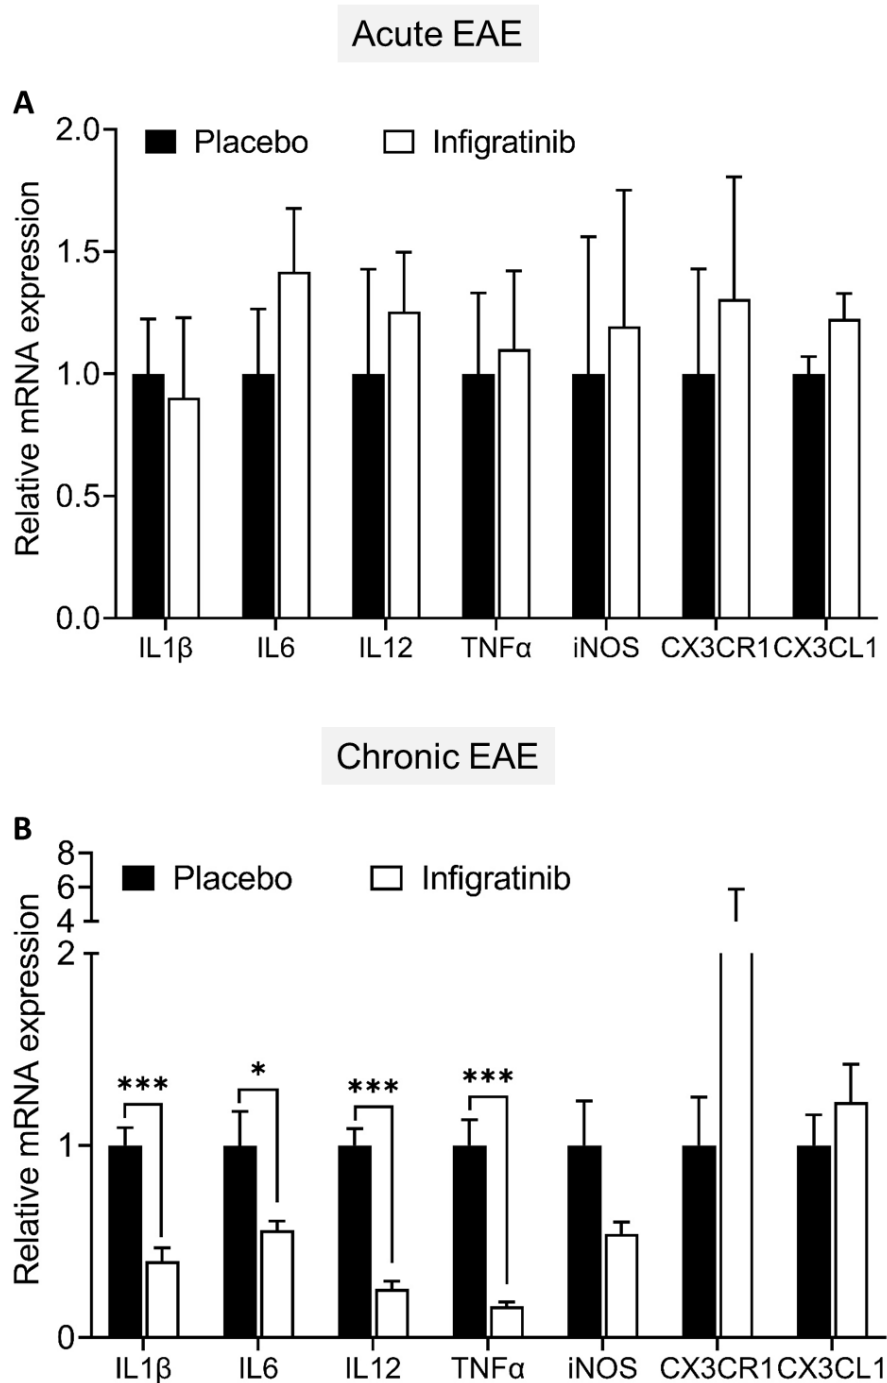 Acute EAE
A
Placebo Infigratinib
Relative mRNA expression
2.0
1.5
1.0
0.5
0.0
IL1β IL6 IL12 TNFα iNOS CX3CR1 CX3CL1
Chronic EAE
B
Placebo Infigratinib
Relative mRNA expression
8
6
4
2
1
0
*** * *** ***
IL1β IL6 IL12 TNFα iNOS CX3CR1 CX3CL1